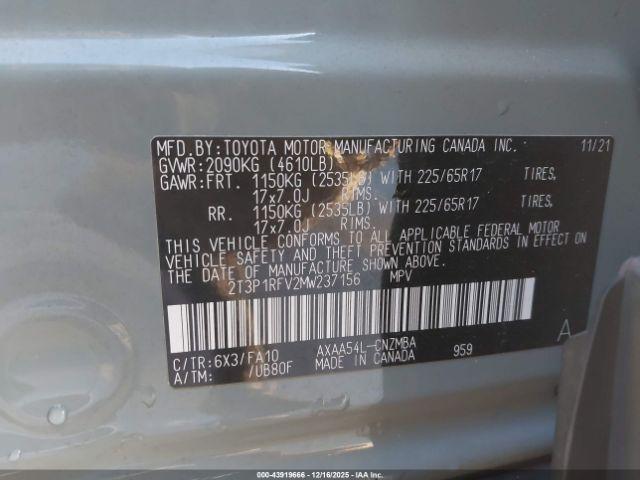 MFD. BY: TOYOTA MOTOR MANUFACTURING CANADA INC. 11/21
GVWR: 2090KG (4610LB)
GAWR: FRT. 1150KG (2535LB) WITH 225/65R17 TIRES,
17x7.0J RIMS.
RR. 1150KG (2535LB) WITH 225/65R17 TIRES,
17x7.0J RIMS.
THIS VEHICLE CONFORMS TO ALL APPLICABLE FEDERAL MOTOR
VEHICLE SAFETY AND THEFT PREVENTION STANDARDS IN EFFECT ON
THE DATE OF MANUFACTURE SHOWN ABOVE.
2T3P1RFV2MW237156 MPV
A
C/TR: 6X3/FA10 AXAA54L-CNZMBA 959
A/TM: /UB80F MADE IN CANADA
000-43919666 - 12/16/2025 - IAA Inc.